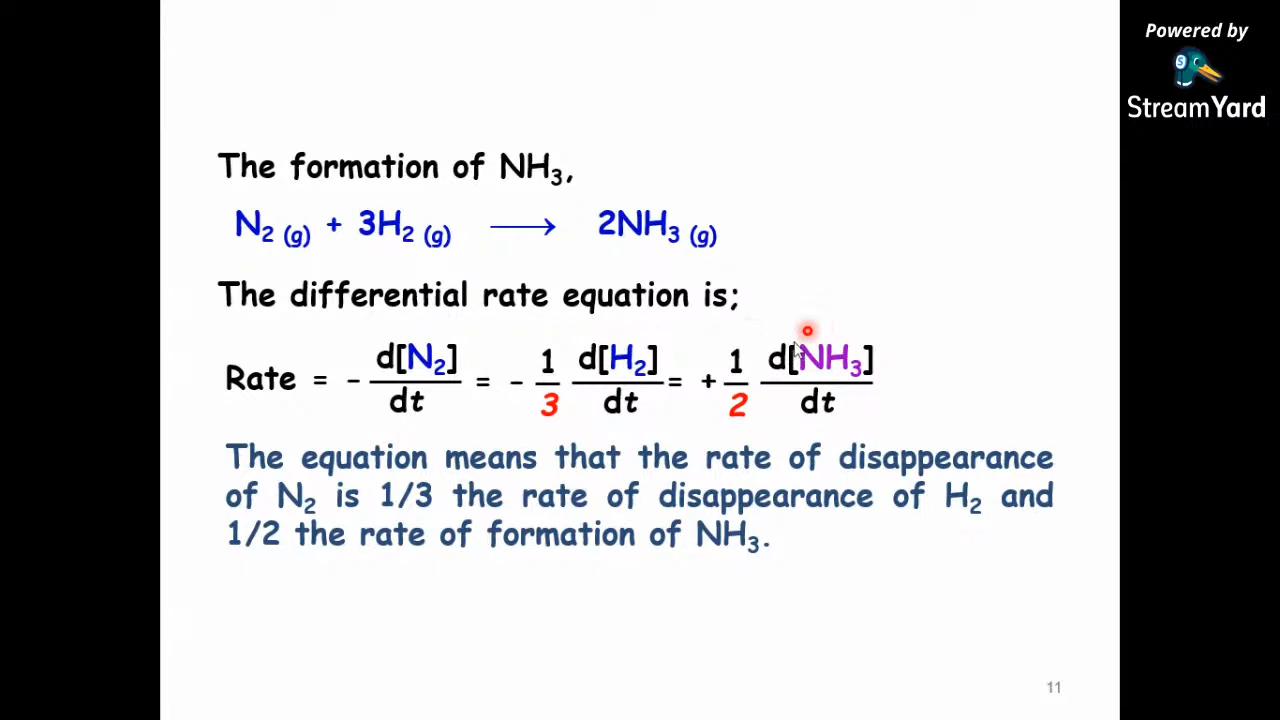 Powered by
StreamYard
The formation of NH₃,
N₂ (g) + 3H₂ (g) ⟶ 2NH₃ (g)
The differential rate equation is;
Rate = - d[N₂]/dt = - 1/3 d[H₂]/dt = + 1/2 d[NH₃]/dt
The equation means that the rate of disappearance
of N₂ is 1/3 the rate of disappearance of H₂ and
1/2 the rate of formation of NH₃.
11